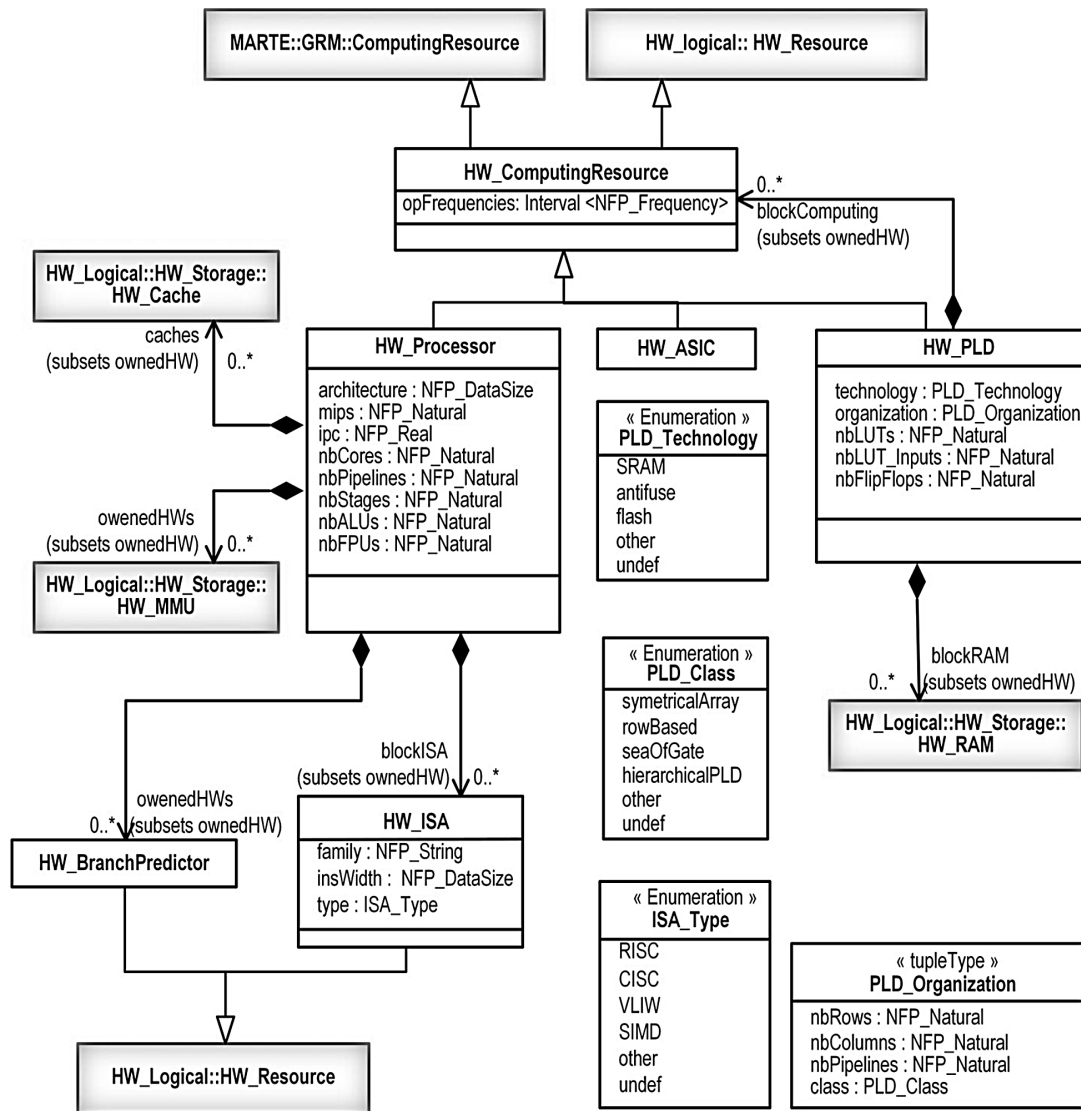 MARTE::GRM::ComputingResource
HW_logical:: HW_Resource
HW_ComputingResource
opFrequencies: Interval <NFP_Frequency>
0..*
blockComputing
(subsets ownedHW)
HW_Logical::HW_Storage::
HW_Cache
caches
(subsets ownedHW)
0..*
HW_Processor
architecture : NFP_DataSize
mips : NFP_Natural
ipc : NFP_Real
nbCores : NFP_Natural
nbPipelines : NFP_Natural
nbStages : NFP_Natural
nbALUs : NFP_Natural
nbFPUs : NFP_Natural
HW_ASIC
HW_PLD
technology : PLD_Technology
organization : PLD_Organization
nbLUTs : NFP_Natural
nbLUT_Inputs : NFP_Natural
nbFlipFlops : NFP_Natural
owenedHWs
(subsets ownedHW)
0..*
HW_Logical::HW_Storage::
HW_MMU
« Enumeration »
PLD_Technology
SRAM
antifuse
flash
other
undef
« Enumeration »
PLD_Class
symetricalArray
rowBased
seaOfGate
hierarchicalPLD
other
undef
blockRAM
0..*
(subsets ownedHW)
HW_Logical::HW_Storage::
HW_RAM
blockISA
(subsets ownedHW)
0..*
owenedHWs
0..*
(subsets ownedHW)
HW_BranchPredictor
HW_ISA
family : NFP_String
insWidth : NFP_DataSize
type : ISA_Type
« Enumeration »
ISA_Type
RISC
CISC
VLIW
SIMD
other
undef
« tupleType »
PLD_Organization
nbRows : NFP_Natural
nbColumns : NFP_Natural
nbPipelines : NFP_Natural
class : PLD_Class
HW_Logical::HW_Resource